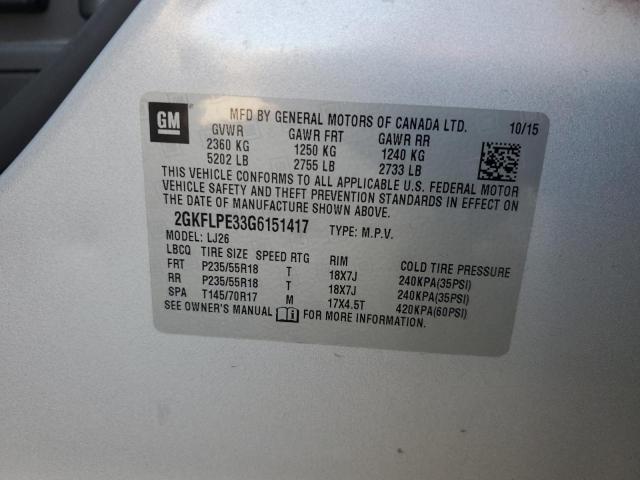 GM
MFD BY GENERAL MOTORS OF CANADA LTD. 10/15
GVWR GAWR FRT GAWR RR
2360 KG 1250 KG 1240 KG
5202 LB 2755 LB 2733 LB
THIS VEHICLE CONFORMS TO ALL APPLICABLE U.S. FEDERAL MOTOR
VEHICLE SAFETY AND THEFT PREVENTION STANDARDS IN EFFECT ON
THE DATE OF MANUFACTURE SHOWN ABOVE.
2GKFLPE33G6151417 TYPE: M.P.V.
MODEL: LJ26
LBCQ TIRE SIZE SPEED RTG RIM COLD TIRE PRESSURE
FRT P235/55R18 T 18X7J 240KPA(35PSI)
RR P235/55R18 T 18X7J 240KPA(35PSI)
SPA T145/70R17 M 17X4.5T 420KPA(60PSI)
SEE OWNER'S MANUAL FOR MORE INFORMATION.